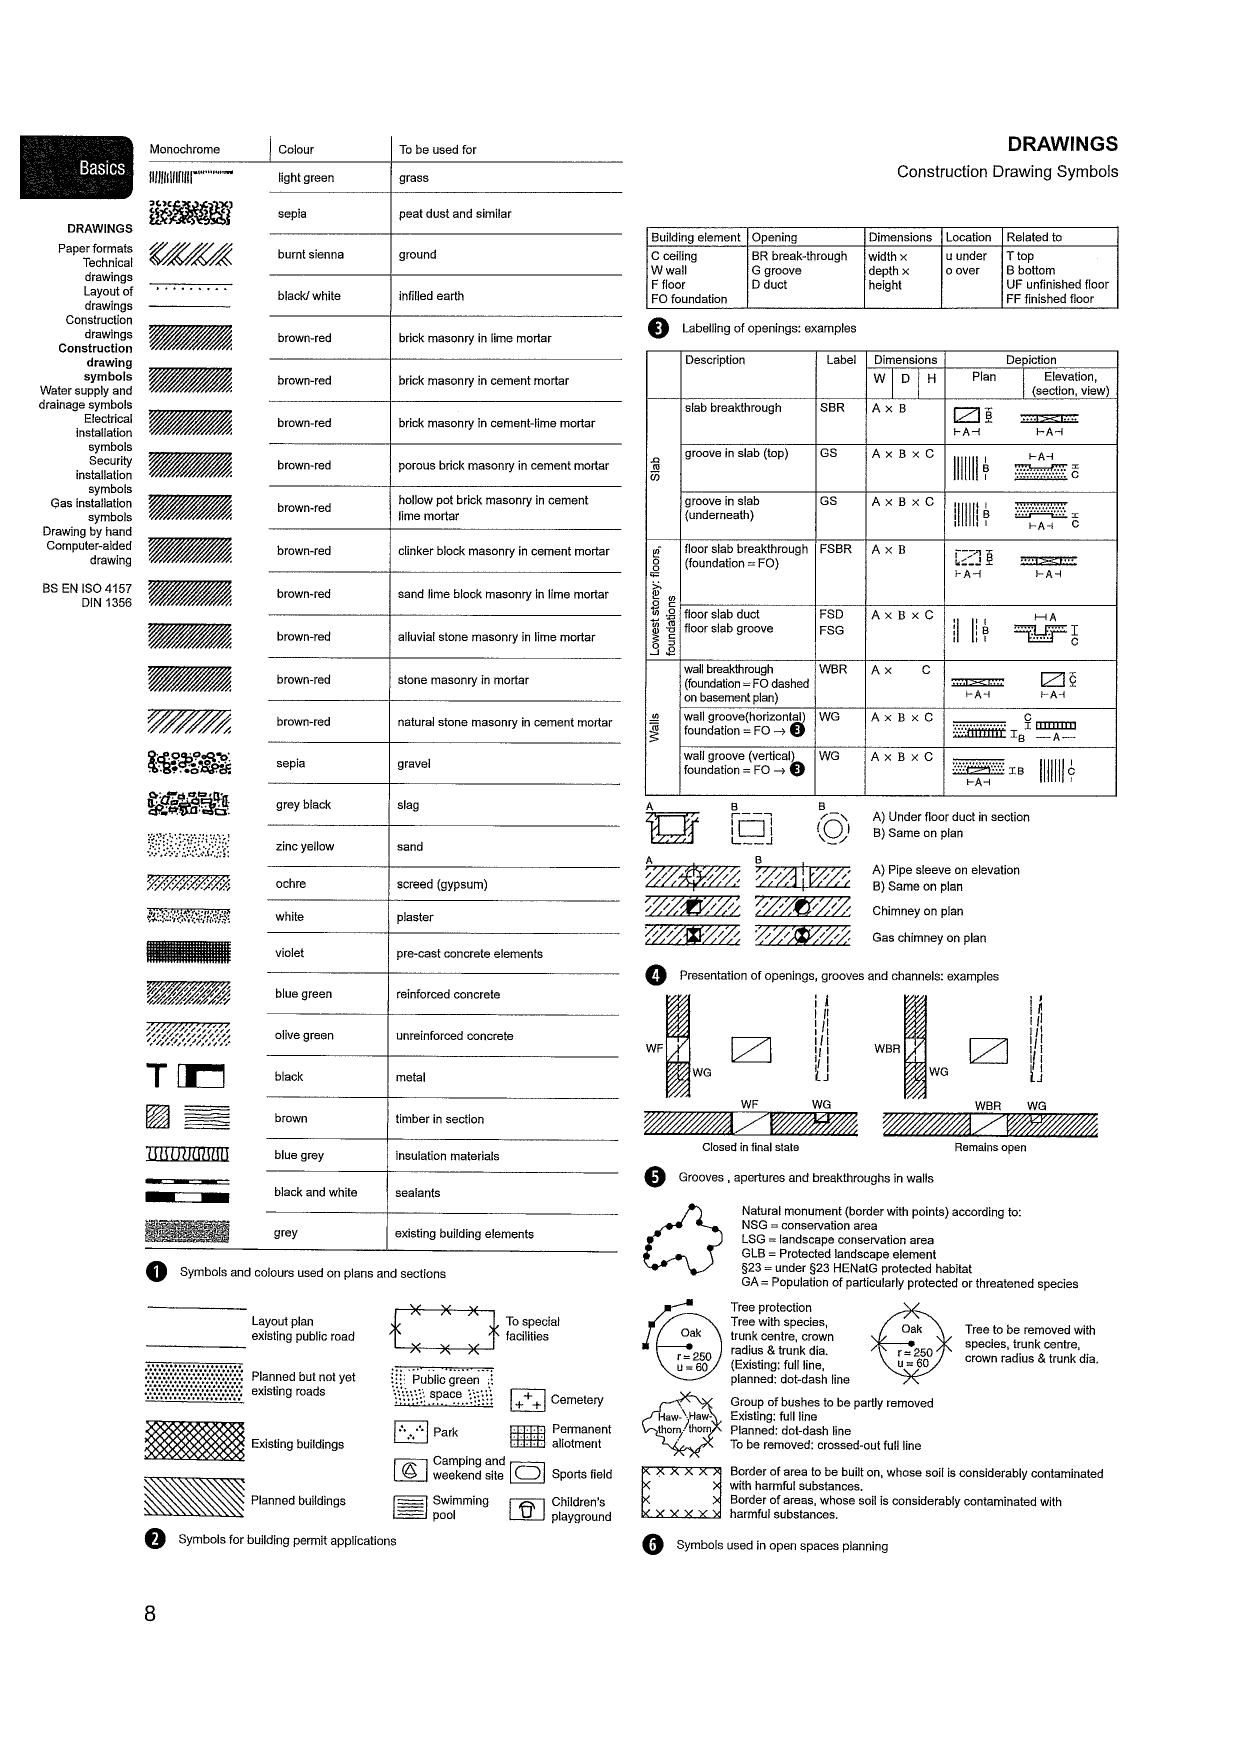 DRAWINGS
Construction Drawing Symbols
Basics
DRAWINGS
Paper formats
Technical
drawings
Layout of
drawings
Construction
drawings
Construction
drawing
symbols
Water supply and
drainage symbols
Electrical
installation
symbols
Security
installation
symbols
Gas installation
symbols
Drawing by hand
Computer-aided
drawing
BS EN ISO 4157
DIN 1356
Monochrome Colour To be used for
light green grass
sepia peat dust and similar
burnt sienna ground
black/ white infilled earth
brown-red brick masonry in lime mortar
brown-red brick masonry in cement mortar
brown-red brick masonry in cement-lime mortar
brown-red porous brick masonry in cement mortar
brown-red hollow pot brick masonry in cement
lime mortar
brown-red clinker block masonry in cement mortar
brown-red sand lime block masonry in lime mortar
brown-red alluvial stone masonry in lime mortar
brown-red stone masonry in mortar
brown-red natural stone masonry in cement mortar
sepia gravel
grey black slag
zinc yellow sand
ochre screed (gypsum)
white plaster
violet pre-cast concrete elements
blue green reinforced concrete
olive green unreinforced concrete
black metal
brown timber in section
blue grey insulation materials
black and white sealants
grey existing building elements
1 Symbols and colours used on plans and sections
Layout plan
existing public road
To special
facilities
Planned but not yet
existing roads
Public green
space
Cemetery
Existing buildings
Park
Permanent
allotment
Camping and
weekend site
Sports field
Planned buildings
Swimming
pool
Children's
playground
2 Symbols for building permit applications
Building element Opening Dimensions Location Related to
C ceiling BR break-through width x u under T top
W wall G groove depth x o over B bottom
F floor D duct height UF unfinished floor
FO foundation FF finished floor
3 Labelling of openings: examples
Description Label Dimensions Depiction
W D H Plan Elevation,
(section, view)
Slab
slab breakthrough SBR A x B
B
A A
groove in slab (top) GS A x B x C
A
B C
groove in slab GS A x B x C
(underneath)
B A C
Lowest storey: floors,
foundations
floor slab breakthrough FSBR A x B
(foundation = FO)
B
A A
floor slab duct FSD A x B x C
floor slab groove FSG
A
B C
Walls
wall breakthrough WBR A x C
(foundation = FO dashed
on basement plan)
C
A A
wall groove(horizontal) WG A x B x C
foundation = FO → 3
C
B A
wall groove (vertical) WG A x B x C
foundation = FO → 3
B C
A
A B B
A) Under floor duct in section
B) Same on plan
A B
A) Pipe sleeve on elevation
B) Same on plan
Chimney on plan
Gas chimney on plan
4 Presentation of openings, grooves and channels: examples
WF WBR
WG WG
WF WG WBR WG
Closed in final state Remains open
5 Grooves , apertures and breakthroughs in walls
Natural monument (border with points) according to:
NSG = conservation area
LSG = landscape conservation area
GLB = Protected landscape element
§23 = under §23 HENatG protected habitat
GA = Population of particularly protected or threatened species
Oak
r = 250
u = 60
Tree protection
Tree with species,
trunk centre, crown
radius & trunk dia.
(Existing: full line,
planned: dot-dash line
Oak
r = 250
u = 60
Tree to be removed with
species, trunk centre,
crown radius & trunk dia.
Haw- Haw-
thorn thorn
Group of bushes to be partly removed
Existing: full line
Planned: dot-dash line
To be removed: crossed-out full line
Border of area to be built on, whose soil is considerably contaminated
with harmful substances.
Border of areas, whose soil is considerably contaminated with
harmful substances.
6 Symbols used in open spaces planning
8